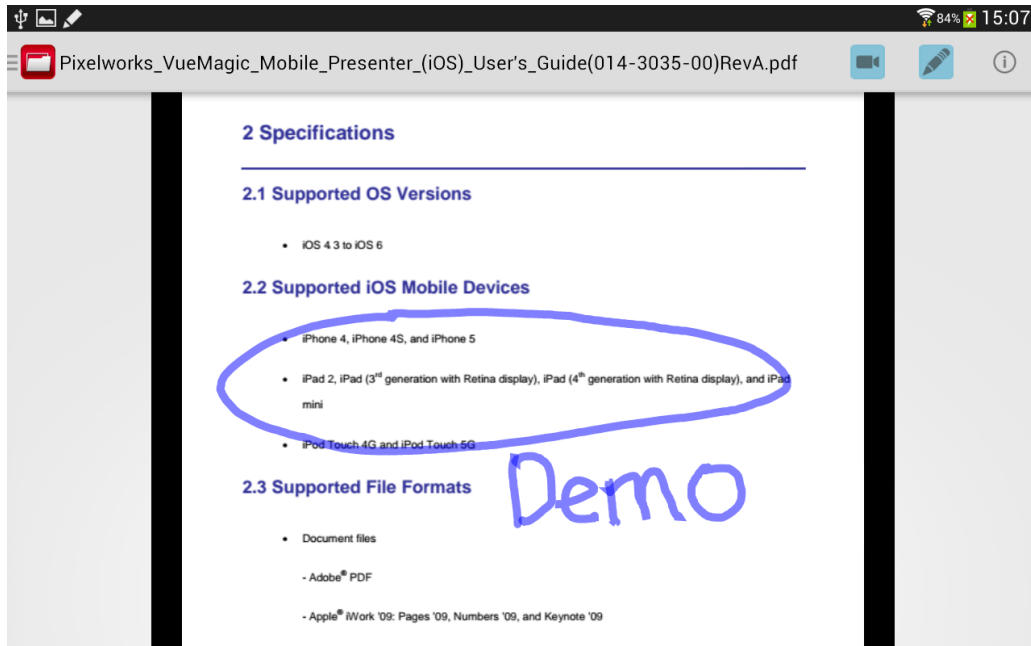 84% 15:07
Pixelworks_VueMagic_Mobile_Presenter_(iOS)_User's_Guide(014-3035-00)RevA.pdf
2 Specifications
2.1 Supported OS Versions
• iOS 4.3 to iOS 6
2.2 Supported iOS Mobile Devices
• iPhone 4, iPhone 4S, and iPhone 5
• iPad 2, iPad (3rd generation with Retina display), iPad (4th generation with Retina display), and iPad
mini
• iPod Touch 4G and iPod Touch 5G
Demo
2.3 Supported File Formats
• Document files
- Adobe® PDF
- Apple® iWork '09: Pages '09, Numbers '09, and Keynote '09